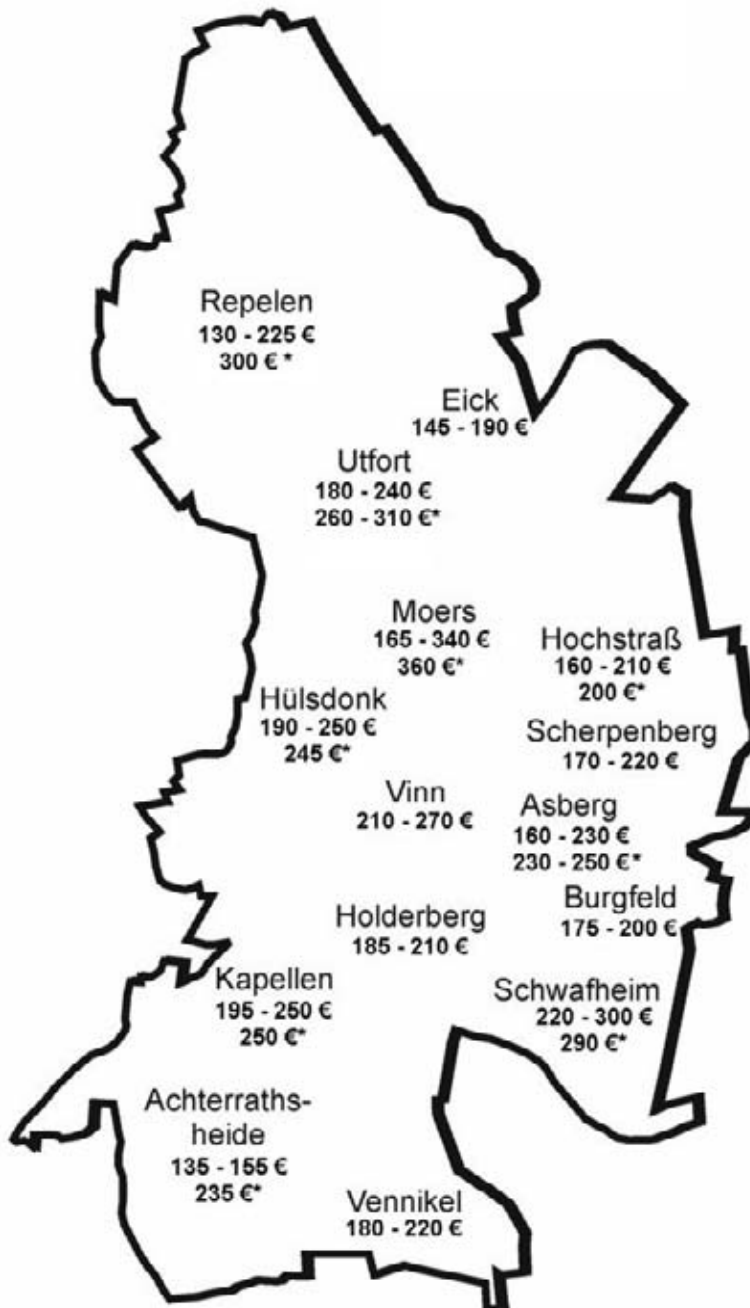 Repelen
130 - 225 €
300 € *
Eick
145 - 190 €
Utfort
180 - 240 €
260 - 310 €*
Moers
165 - 340 €
360 €*
Hochstraß
160 - 210 €
200 €*
Hülsdonk
190 - 250 €
245 €*
Scherpenberg
170 - 220 €
Vinn
210 - 270 €
Asberg
160 - 230 €
230 - 250 €*
Burgfeld
175 - 200 €
Holderberg
185 - 210 €
Kapellen
195 - 250 €
250 €*
Schwafheim
220 - 300 €
290 €*
Achterraths-
heide
135 - 155 €
235 €*
Vennikel
180 - 220 €